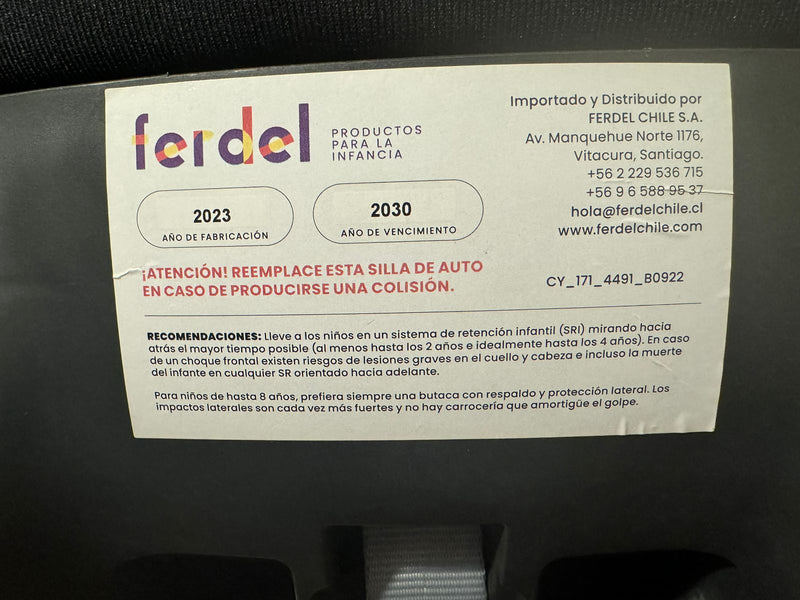 ferdel
PRODUCTOS
PARA LA
INFANCIA
Importado y Distribuido por
FERDEL CHILE S.A.
Av. Manquehue Norte 1176,
Vitacura, Santiago.
+56 2 229 536 715
+56 9 6 588 95 37
hola@ferdelchile.cl
www.ferdelchile.com
2023
AÑO DE FABRICACIÓN
2030
AÑO DE VENCIMIENTO
¡ATENCIÓN! REEMPLACE ESTA SILLA DE AUTO
EN CASO DE PRODUCIRSE UNA COLISIÓN.
CY_171_4491_B0922
RECOMENDACIONES: Lleve a los niños en un sistema de retención infantil (SRI) mirando hacia
atrás el mayor tiempo posible (al menos hasta los 2 años e idealmente hasta los 4 años). En caso
de un choque frontal existen riesgos de lesiones graves en el cuello y cabeza e incluso la muerte
del infante en cualquier SR orientado hacia adelante.
Para niños de hasta 8 años, prefiera siempre una butaca con respaldo y protección lateral. Los
impactos laterales son cada vez más fuertes y no hay carrocería que amortigüe el golpe.